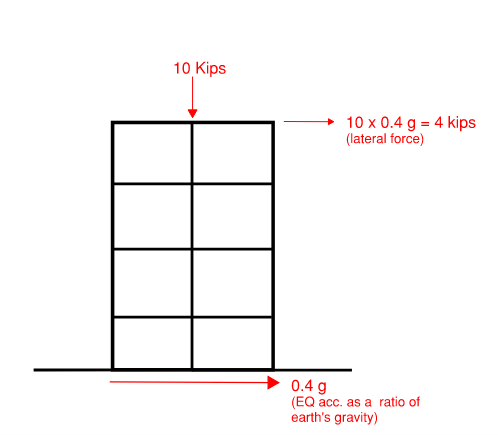 10 Kips
10 x 0.4 g = 4 kips
(lateral force)
0.4 g
(EQ acc. as a ratio of
earth's gravity)